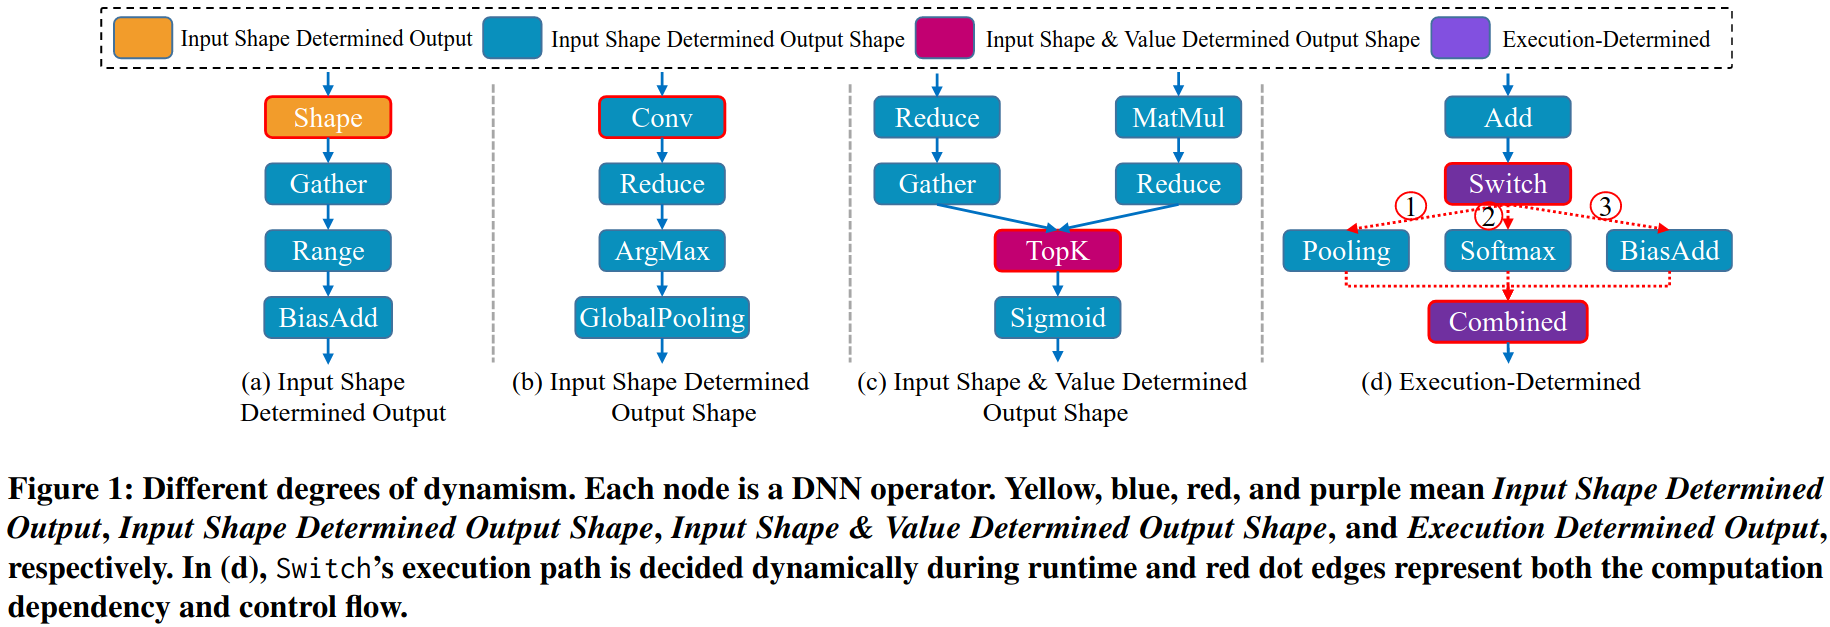 Input Shape Determined Output
Input Shape Determined Output Shape
Input Shape & Value Determined Output Shape
Execution-Determined
Shape
Gather
Range
BiasAdd
(a) Input Shape
Determined Output
Conv
Reduce
ArgMax
GlobalPooling
(b) Input Shape Determined
Output Shape
Reduce
MatMul
Gather
Reduce
TopK
Sigmoid
(c) Input Shape & Value Determined
Output Shape
Add
Switch
1
2
3
Pooling
Softmax
BiasAdd
Combined
(d) Execution-Determined
Figure 1: Different degrees of dynamism. Each node is a DNN operator. Yellow, blue, red, and purple mean Input Shape Determined
Output, Input Shape Determined Output Shape, Input Shape & Value Determined Output Shape, and Execution Determined Output,
respectively. In (d), Switch's execution path is decided dynamically during runtime and red dot edges represent both the computation
dependency and control flow.